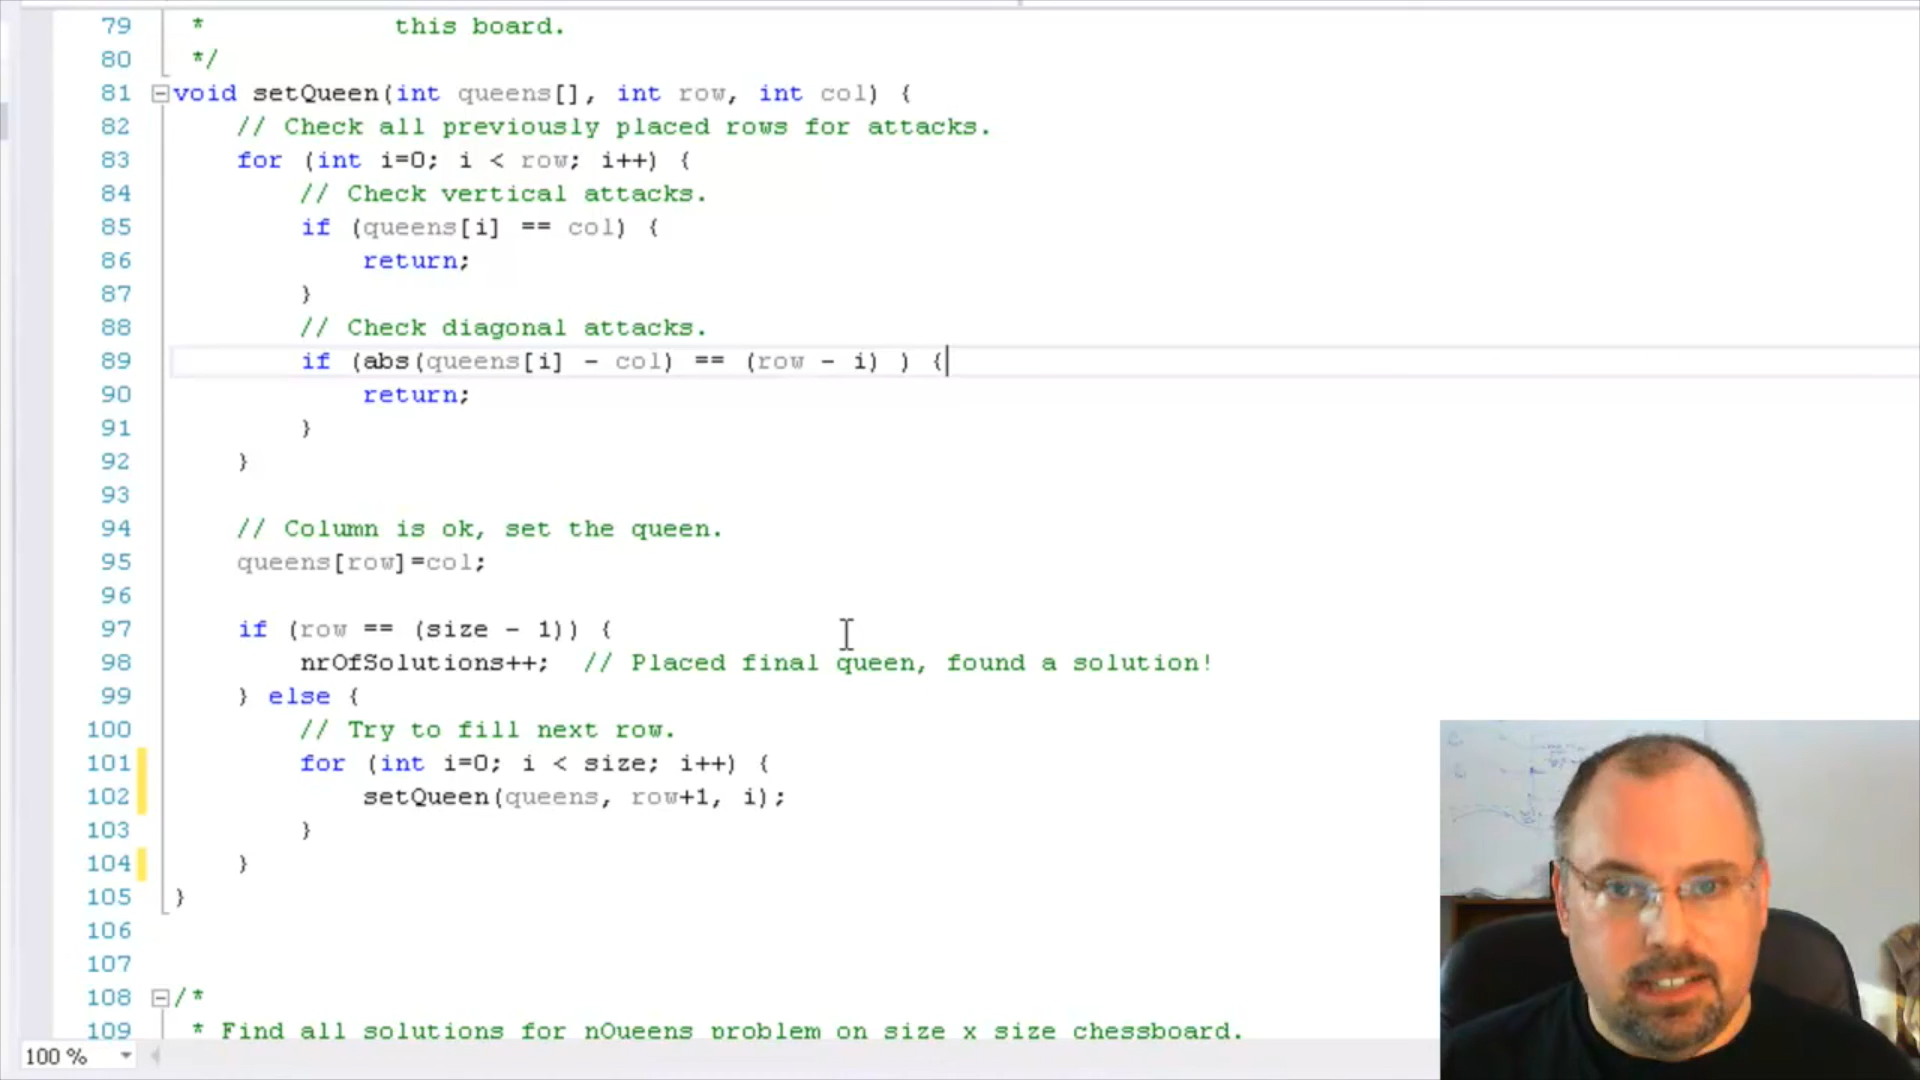 79 * this board.
80 */
81 void setQueen(int queens[], int row, int col) {
82 // Check all previously placed rows for attacks.
83 for (int i=0; i < row; i++) {
84 // Check vertical attacks.
85 if (queens[i] == col) {
86 return;
87 }
88 // Check diagonal attacks.
89 if (abs(queens[i] - col) == (row - i) ) {
90 return;
91 }
92 }
93
94 // Column is ok, set the queen.
95 queens[row]=col;
96
97 if (row == (size - 1)) {
98 nrOfSolutions++; // Placed final queen, found a solution!
99 } else {
100 // Try to fill next row.
101 for (int i=0; i < size; i++) {
102 setQueen(queens, row+1, i);
103 }
104 }
105 }
106
107
108 /*
109 * Find all solutions for nQueens problem on size x size chessboard.
100 %